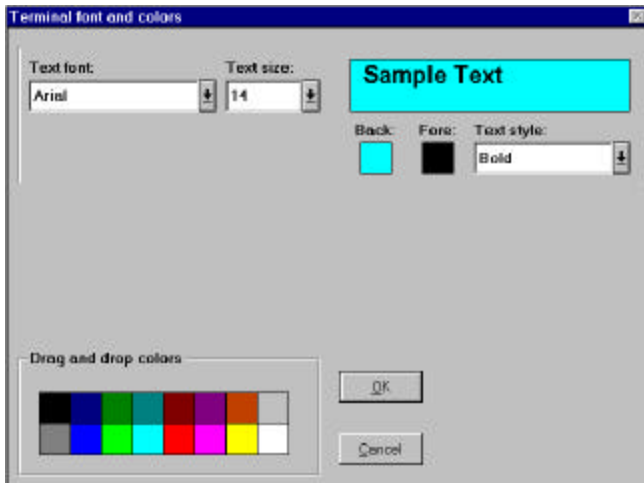 Terminal font and colors
Text font:
Text size:
Arial
14
Sample Text
Back:
Fore:
Text style:
Bold
Drag and drop colors
OK
Cancel